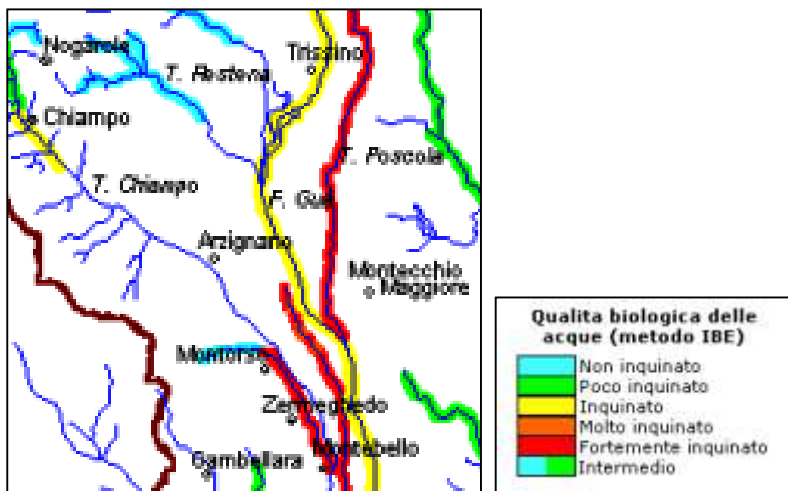 Nogarole
Trissino
T. Restena
Chiampo
T. Poscola
T. Chiampo
F. Guà
Arzignano
Montecchio
Maggiore
Montorso
Zermeghedo
Montebello
Gambellara
Qualita biologica delle
acque (metodo IBE)
Non inquinato
Poco inquinato
Inquinato
Molto inquinato
Fortemente inquinato
Intermedio